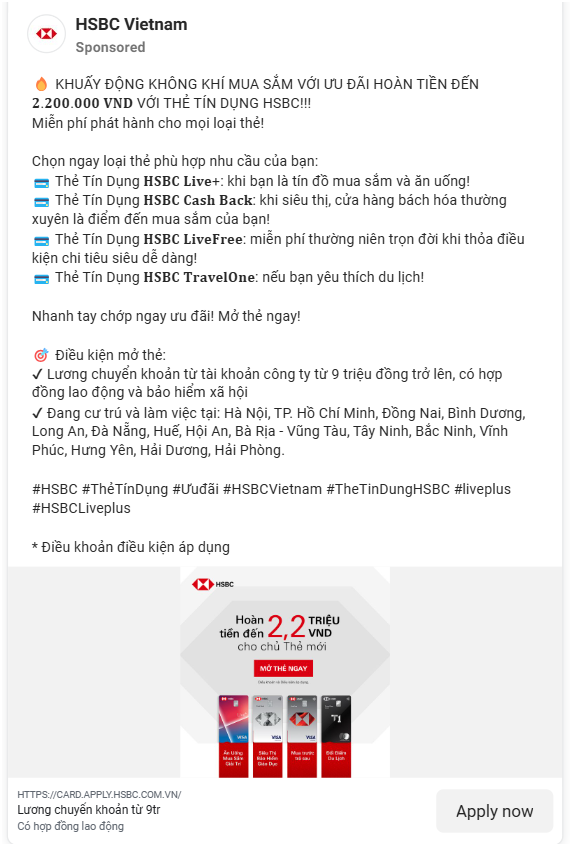 HSBC Vietnam
Sponsored
🔥 KHUẤY ĐỘNG KHÔNG KHÍ MUA SẮM VỚI ƯU ĐÃI HOÀN TIỀN ĐẾN
𝟐.𝟐𝟎𝟎.𝟎𝟎𝟎 𝐕𝐍𝐃 VỚI THẺ TÍN DỤNG HSBC!!!
Miễn phí phát hành cho mọi loại thẻ!
Chọn ngay loại thẻ phù hợp nhu cầu của bạn:
💳 Thẻ Tín Dụng 𝐇𝐒𝐁𝐂 𝐋𝐢𝐯𝐞+: khi bạn là tín đồ mua sắm và ăn uống!
💳 Thẻ Tín Dụng 𝐇𝐒𝐁𝐂 𝐂𝐚𝐬𝐡 𝐁𝐚𝐜𝐤: khi siêu thị, cửa hàng bách hóa thường
xuyên là điểm đến mua sắm của bạn!
💳 Thẻ Tín Dụng 𝐇𝐒𝐁𝐂 𝐋𝐢𝐯𝐞𝐅𝐫𝐞𝐞: miễn phí thường niên trọn đời khi thỏa điều
kiện chi tiêu siêu dễ dàng!
💳 Thẻ Tín Dụng 𝐇𝐒𝐁𝐂 𝐓𝐫𝐚𝐯𝐞𝐥𝐎𝐧𝐞: nếu bạn yêu thích du lịch!
Nhanh tay chớp ngay ưu đãi! Mở thẻ ngay!
🎯 Điều kiện mở thẻ:
✔ Lương chuyển khoản từ tài khoản công ty từ 9 triệu đồng trở lên, có hợp
đồng lao động và bảo hiểm xã hội
✔ Đang cư trú và làm việc tại: Hà Nội, TP. Hồ Chí Minh, Đồng Nai, Bình Dương,
Long An, Đà Nẵng, Huế, Hội An, Bà Rịa - Vũng Tàu, Tây Ninh, Bắc Ninh, Vĩnh
Phúc, Hưng Yên, Hải Dương, Hải Phòng.
#HSBC #ThẻTínDụng #Ưuđãi #HSBCVietnam #TheTinDungHSBC #liveplus
#HSBCLiveplus
* Điều khoản điều kiện áp dụng
HSBC
Hoàn
tiền đến 2,2 TRIỆU
VND
cho chủ Thẻ mới
MỞ THẺ NGAY
VISA VISA VISA T1
Ăn Uống Siêu Thị Mua trước Đổi Điểm
Mua Sắm Bảo Hiểm trả sau Du Lịch
Giải Trí Giáo Dục
HTTPS://CARD.APPLY.HSBC.COM.VN/
Lương chuyển khoản từ 9tr
Có hợp đồng lao động
Apply now